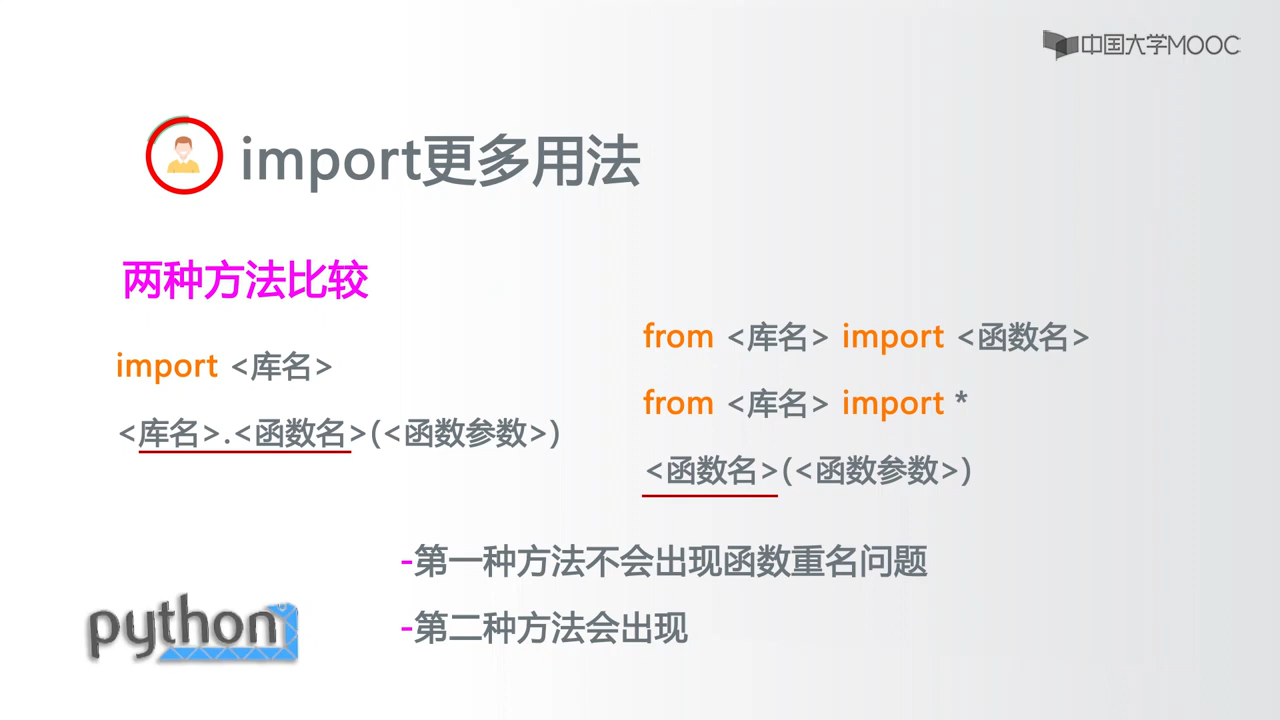 中国大学MOOC
import更多用法
两种方法比较
import <库名>
<库名>.<函数名>(<函数参数>)
from <库名> import <函数名>
from <库名> import *
<函数名>(<函数参数>)
-第一种方法不会出现函数重名问题
-第二种方法会出现
python